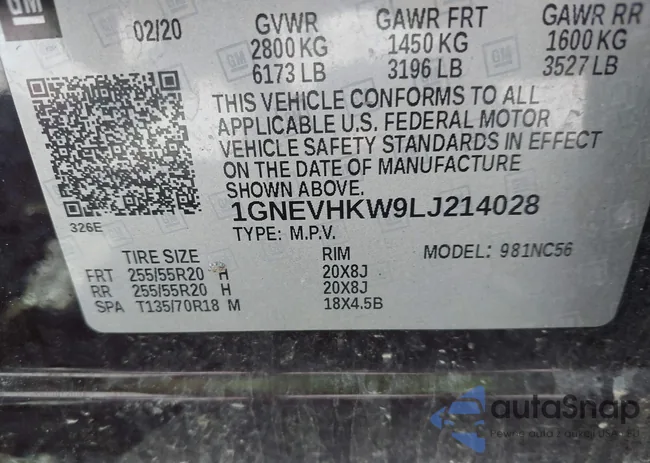 GM
02/20 GVWR GAWR FRT GAWR RR
2800 KG 1450 KG 1600 KG
6173 LB 3196 LB 3527 LB
THIS VEHICLE CONFORMS TO ALL
APPLICABLE U.S. FEDERAL MOTOR
VEHICLE SAFETY STANDARDS IN EFFECT
ON THE DATE OF MANUFACTURE
SHOWN ABOVE.
326E
1GNEVHKW9LJ214028
TYPE: M.P.V.
TIRE SIZE RIM MODEL: 981NC56
FRT 255/55R20 H 20X8J
RR 255/55R20 H 20X8J
SPA T135/70R18 M 18X4.5B
autoSnap